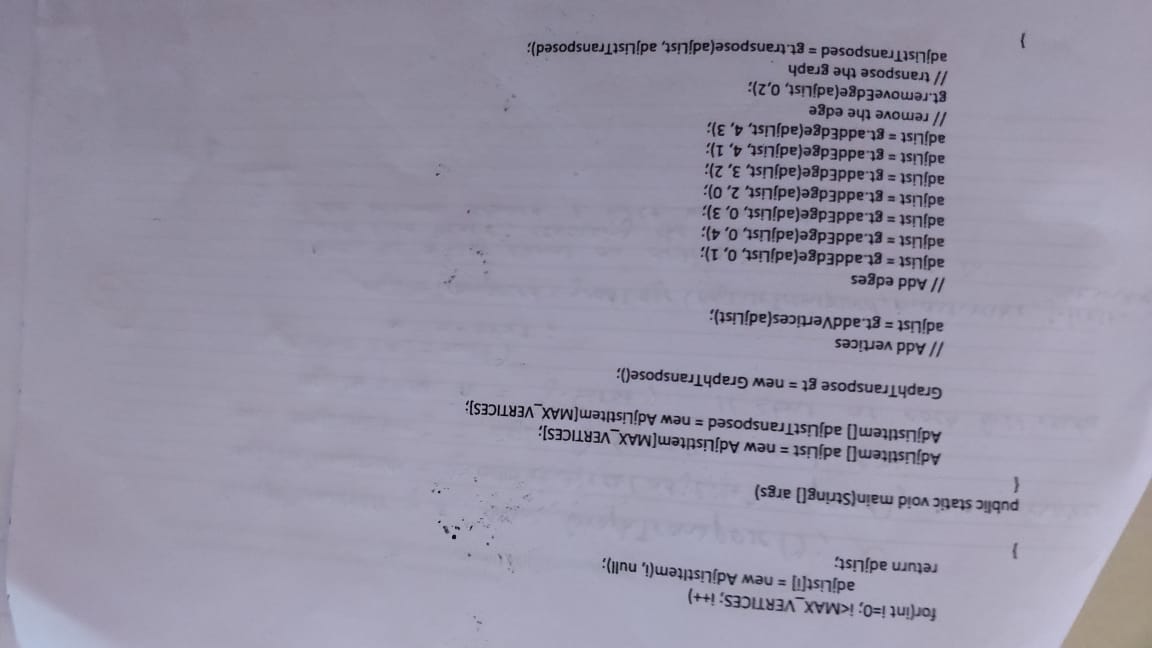 for(int i=0; i<MAX_VERTICES; i++)
adjList[i] = new AdjListItem(i, null);
return adjList;
}
public static void main(String[] args)
{
AdjListItem[] adjList = new AdjListItem[MAX_VERTICES];
AdjListItem[] adjListTransposed = new AdjListItem[MAX_VERTICES];
GraphTranspose gt = new GraphTranspose();
// Add vertices
adjList = gt.addVertices(adjList);
// Add edges
adjList = gt.addEdge(adjList, 0, 1);
adjList = gt.addEdge(adjList, 0, 4);
adjList = gt.addEdge(adjList, 0, 3);
adjList = gt.addEdge(adjList, 2, 0);
adjList = gt.addEdge(adjList, 3, 2);
adjList = gt.addEdge(adjList, 4, 1);
adjList = gt.addEdge(adjList, 4, 3);
// remove the edge
gt.removeEdge(adjList, 0,2);
// transpose the graph
adjListTransposed = gt.transpose(adjList, adjListTransposed);
}